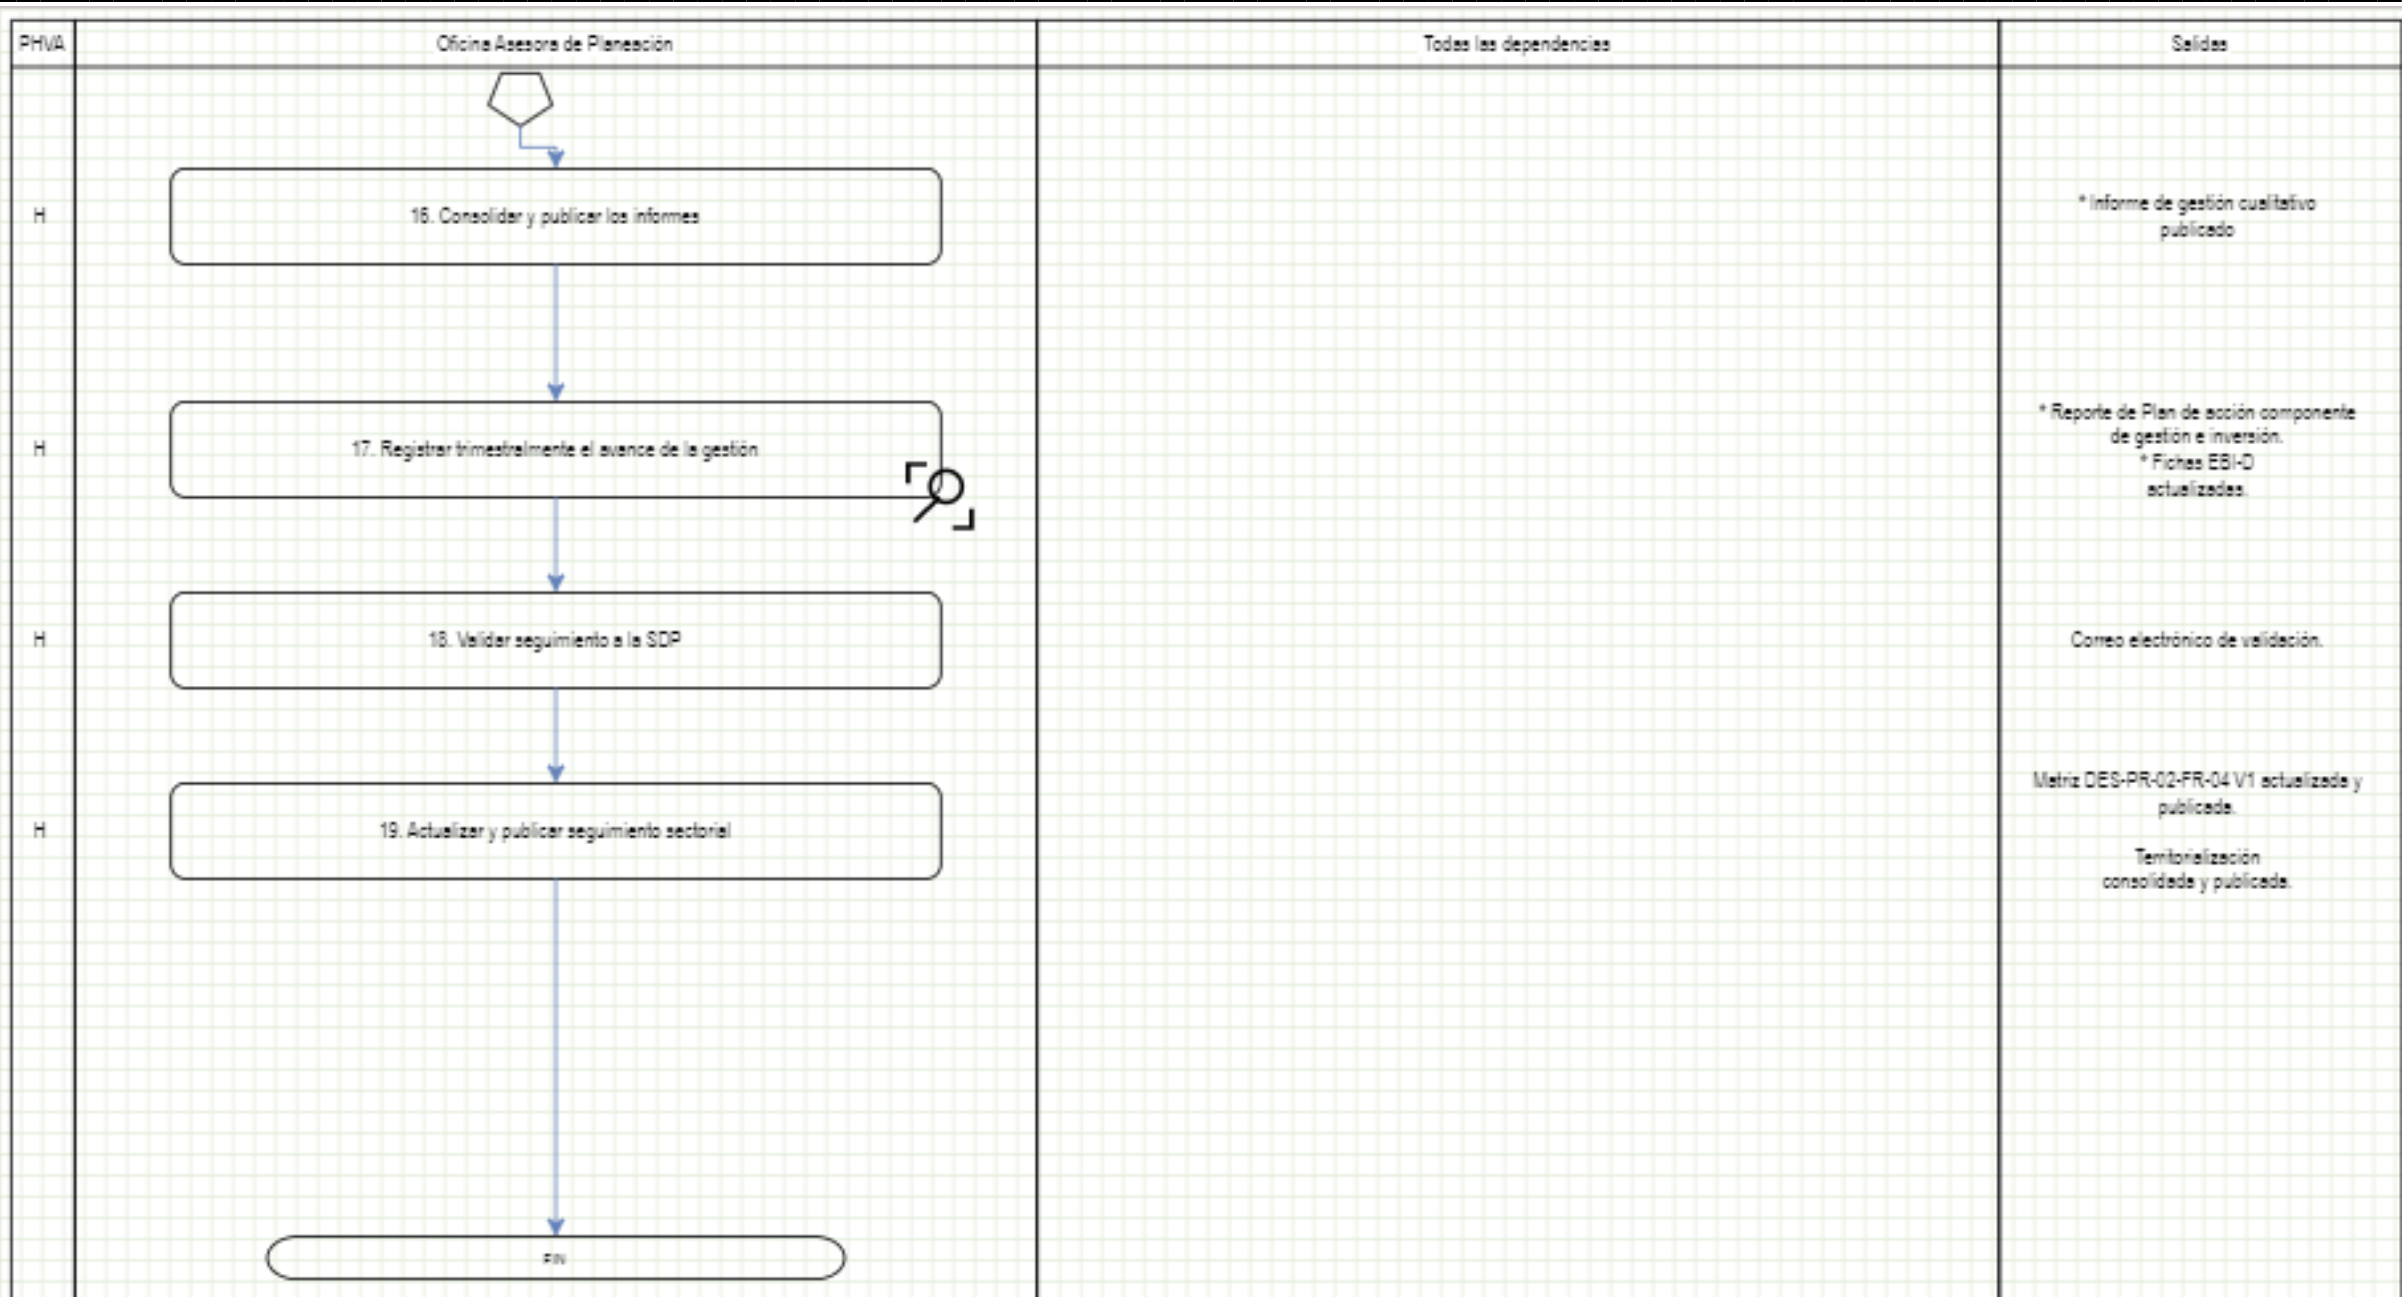 PHVA
Oficina Asesora de Planeación
Todas las dependencias
Salidas
H
16. Consolidar y publicar los informes
* Informe de gestión cualitativo
publicado
H
17. Registrar trimestralmente el avance de la gestión
* Reporte de Plan de acción componente
de gestión e inversión.
* Fichas EBI-D
actualizadas.
H
18. Validar seguimiento a la SDP
Correo electrónico de validación.
H
19. Actualizar y publicar seguimiento sectorial
Matriz DES-PR-02-FR-04 V1 actualizada y
publicada.
Territorialización
consolidada y publicada.
FIN